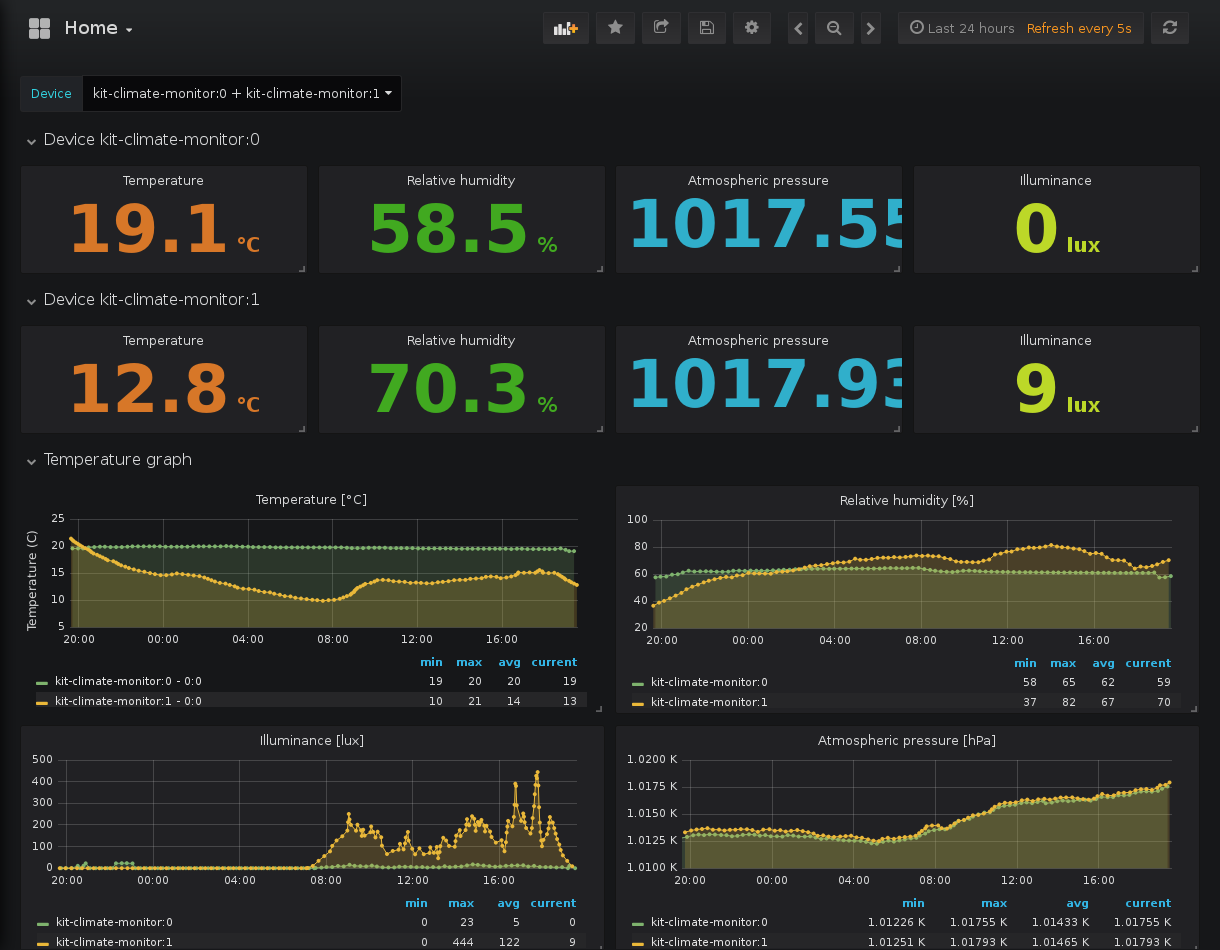 Home
Last 24 hours Refresh every 5s
Device kit-climate-monitor:0 + kit-climate-monitor:1
Device kit-climate-monitor:0
Temperature Relative humidity Atmospheric pressure Illuminance
19.1 °C 58.5 % 1017.55 0 lux
Device kit-climate-monitor:1
Temperature Relative humidity Atmospheric pressure Illuminance
12.8 °C 70.3 % 1017.93 9 lux
Temperature graph
Temperature [°C]
Temperature (C)
25
20
15
10
5
20:00 00:00 04:00 08:00 12:00 16:00
min max avg current
kit-climate-monitor:0 - 0:0 19 20 20 19
kit-climate-monitor:1 - 0:0 10 21 14 13
Relative humidity [%]
100
80
60
40
20
20:00 00:00 04:00 08:00 12:00 16:00
min max avg current
kit-climate-monitor:0 58 65 62 59
kit-climate-monitor:1 37 82 67 70
Illuminance [lux]
500
400
300
200
100
0
20:00 00:00 04:00 08:00 12:00 16:00
min max avg current
kit-climate-monitor:0 0 23 5 0
kit-climate-monitor:1 0 444 122 9
Atmospheric pressure [hPa]
1.0200 K
1.0175 K
1.0150 K
1.0125 K
1.0100 K
20:00 00:00 04:00 08:00 12:00 16:00
min max avg current
kit-climate-monitor:0 1.01226 K 1.01755 K 1.01433 K 1.01755 K
kit-climate-monitor:1 1.01251 K 1.01793 K 1.01465 K 1.01793 K